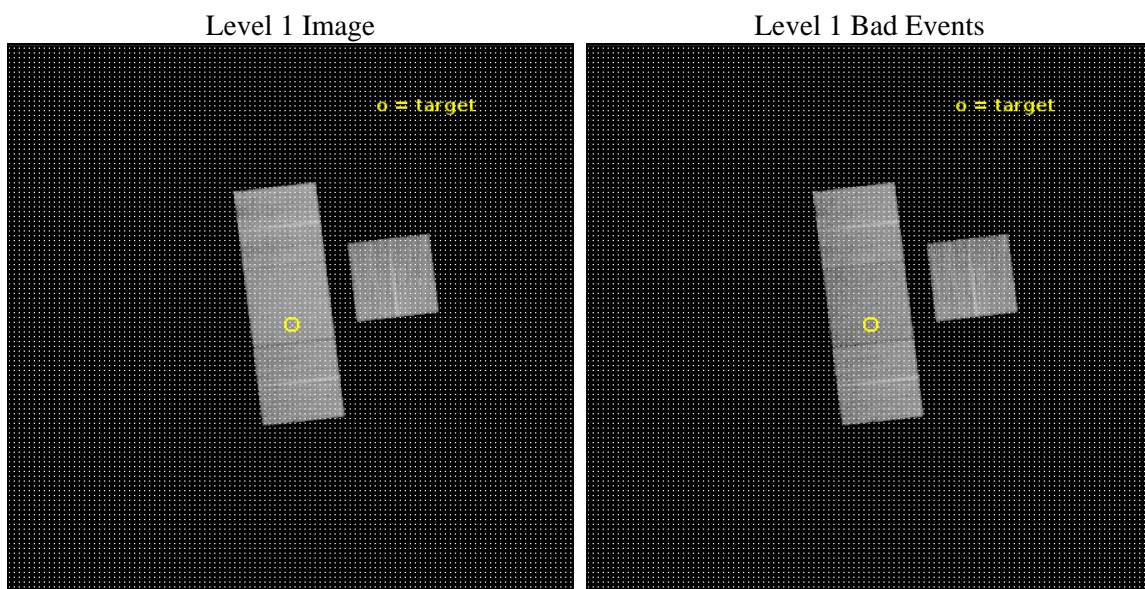 Level 1 Image
Level 1 Bad Events
o = target
o = target